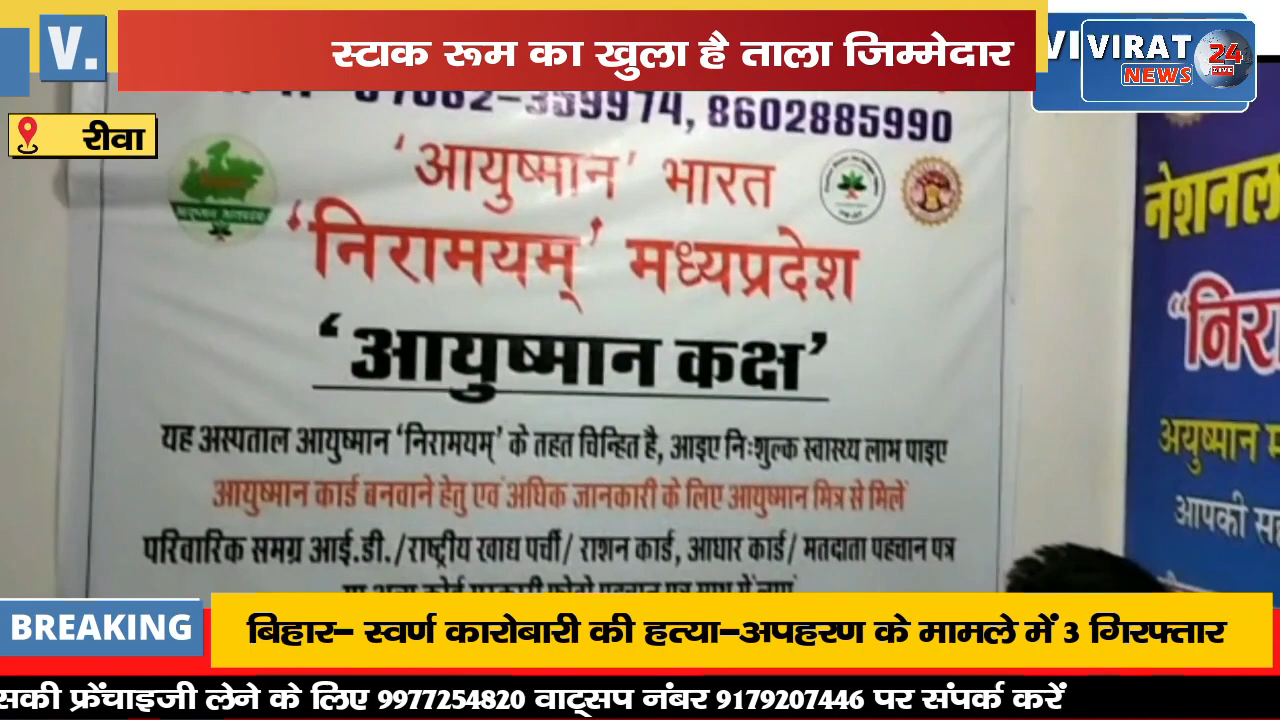 V.
स्टाक रूम का खुला है ताला जिम्मेदार
VIRAT
24
NEWS
LIVE
रीवा
8602885990
‘आयुष्मान’ भारत
‘निरामयम्’ मध्यप्रदेश
‘आयुष्मान कक्ष’
यह अस्पताल आयुष्मान ‘निरामयम्’ के तहत चिन्हित है, आइए निःशुल्क स्वास्थ्य लाभ पाइए
आयुष्मान कार्ड बनवाने हेतु एवं अधिक जानकारी के लिए आयुष्मान मित्र से मिलें
परिवारिक समग्र आई.डी./राष्ट्रीय खाद्य पर्ची/ राशन कार्ड, आधार कार्ड/ मतदाता पहचान पत्र
नेशनल
“निरा
अयुष्मान
आपकी
BREAKING
बिहार- स्वर्ण कारोबारी की हत्या-अपहरण के मामले में 3 गिरफ्तार
सकी फ्रेंचाइजी लेने के लिए 9977254820 वाट्सप नंबर 9179207446 पर संपर्क करें